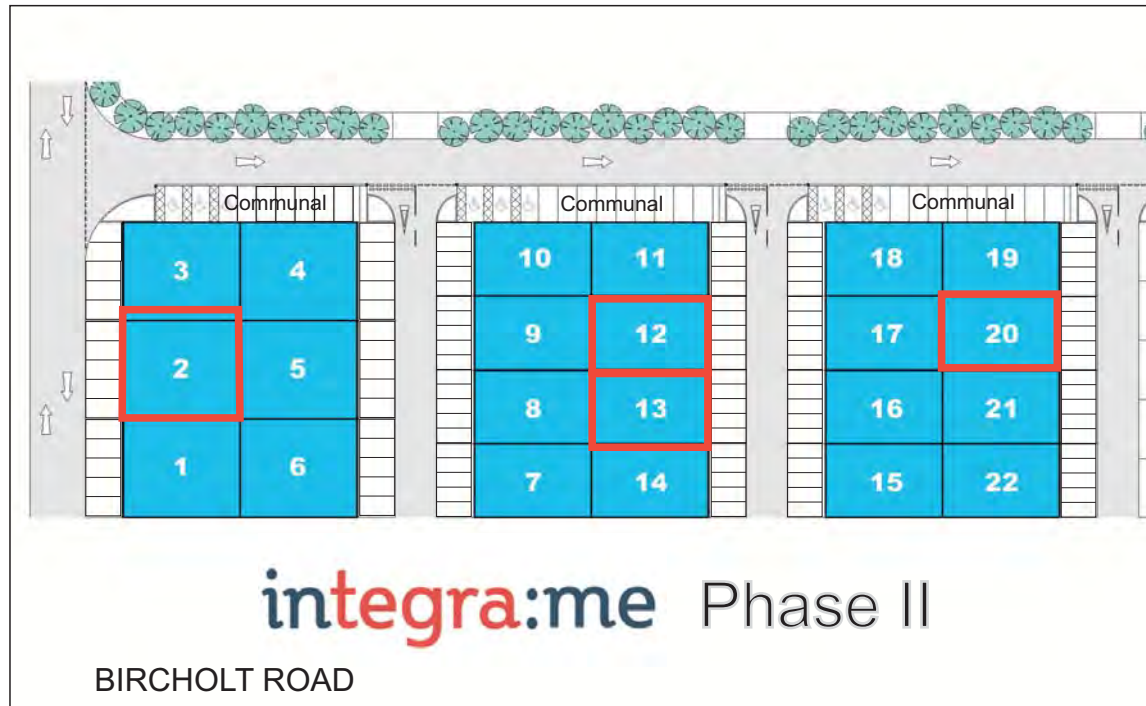 Communal Communal Communal
3 4 10 11 18 19
2 5 9 12 17 20
8 13 16 21
1 6 7 14 15 22
integra:me Phase II
BIRCHOLT ROAD